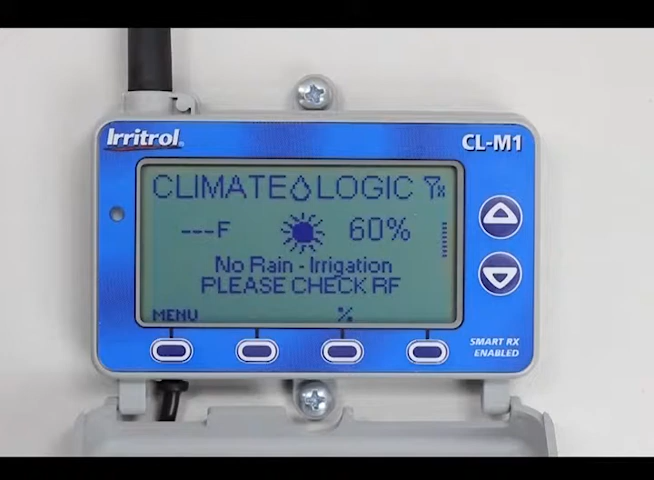 Irritrol
CL-M1
CLIMATE LOGIC
---F 60%
No Rain - Irrigation
PLEASE CHECK RF
MENU %
SMART RX
ENABLED